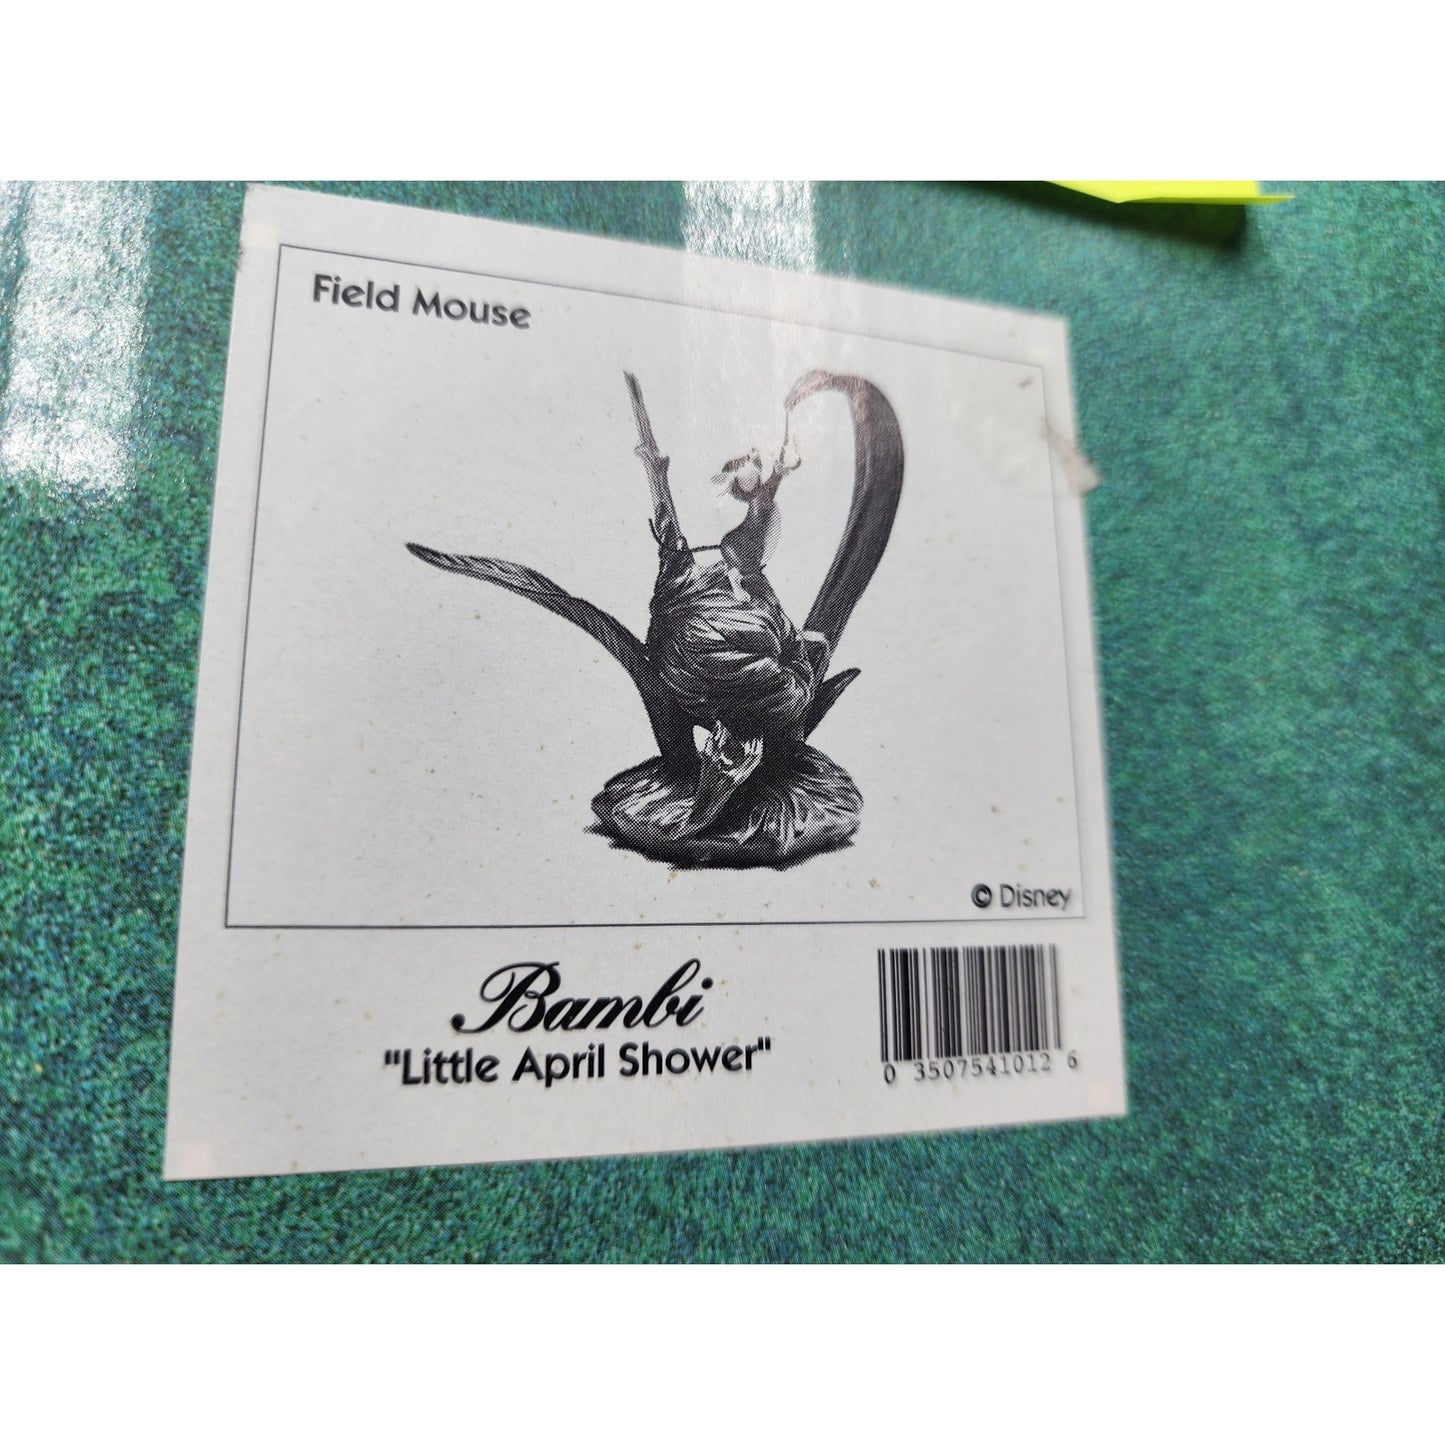 Field Mouse
© Disney
Bambi
"Little April Shower"
0 3507541012 6